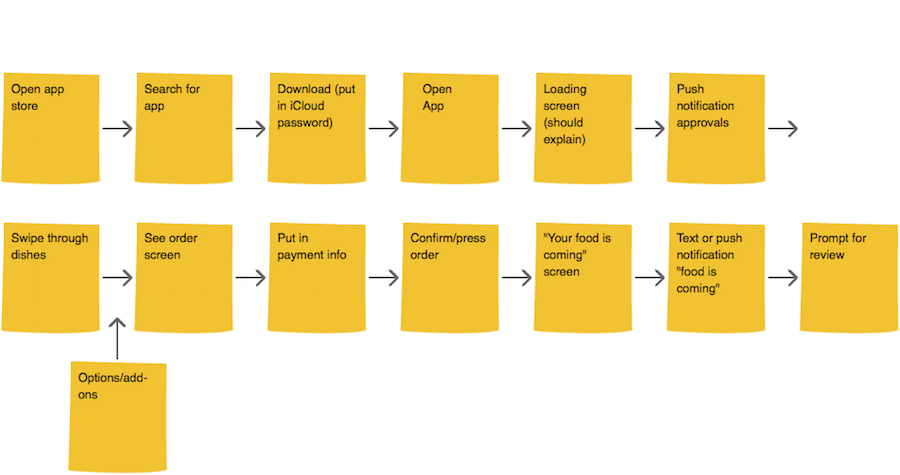 Open app
store
Search for
app
Download (put
in iCloud
password)
Open
App
Loading
screen
(should
explain)
Push
notification
approvals
Swipe through
dishes
See order
screen
Put in
payment info
Confirm/press
order
"Your food is
coming"
screen
Text or push
notification
"food is
coming"
Prompt for
review
Options/add-
ons